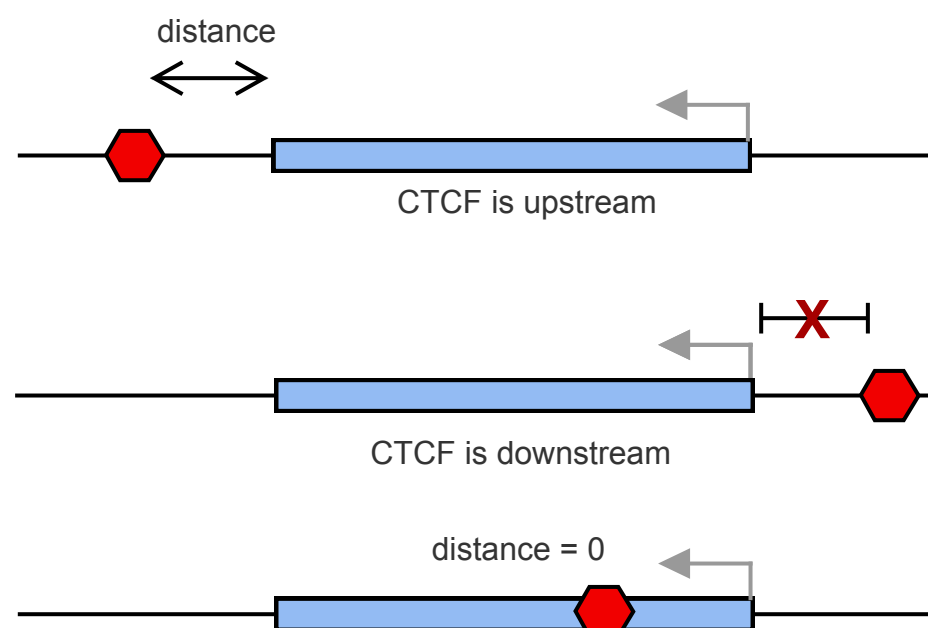 distance
CTCF is upstream
X
CTCF is downstream
distance = 0